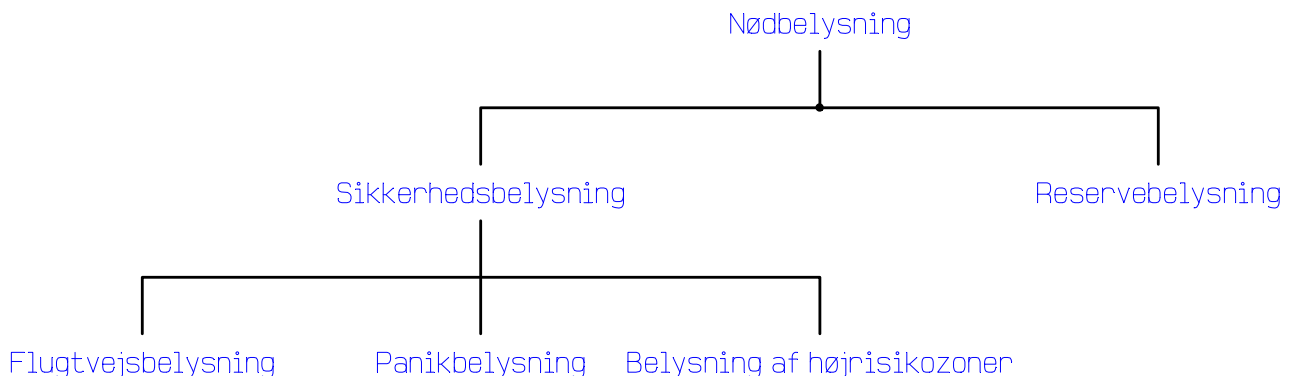 Nødbelysning
Sikkerhedsbelysning
Reservebelysning
Flugtvejsbelysning
Panikbelysning
Belysning af højrisikozoner